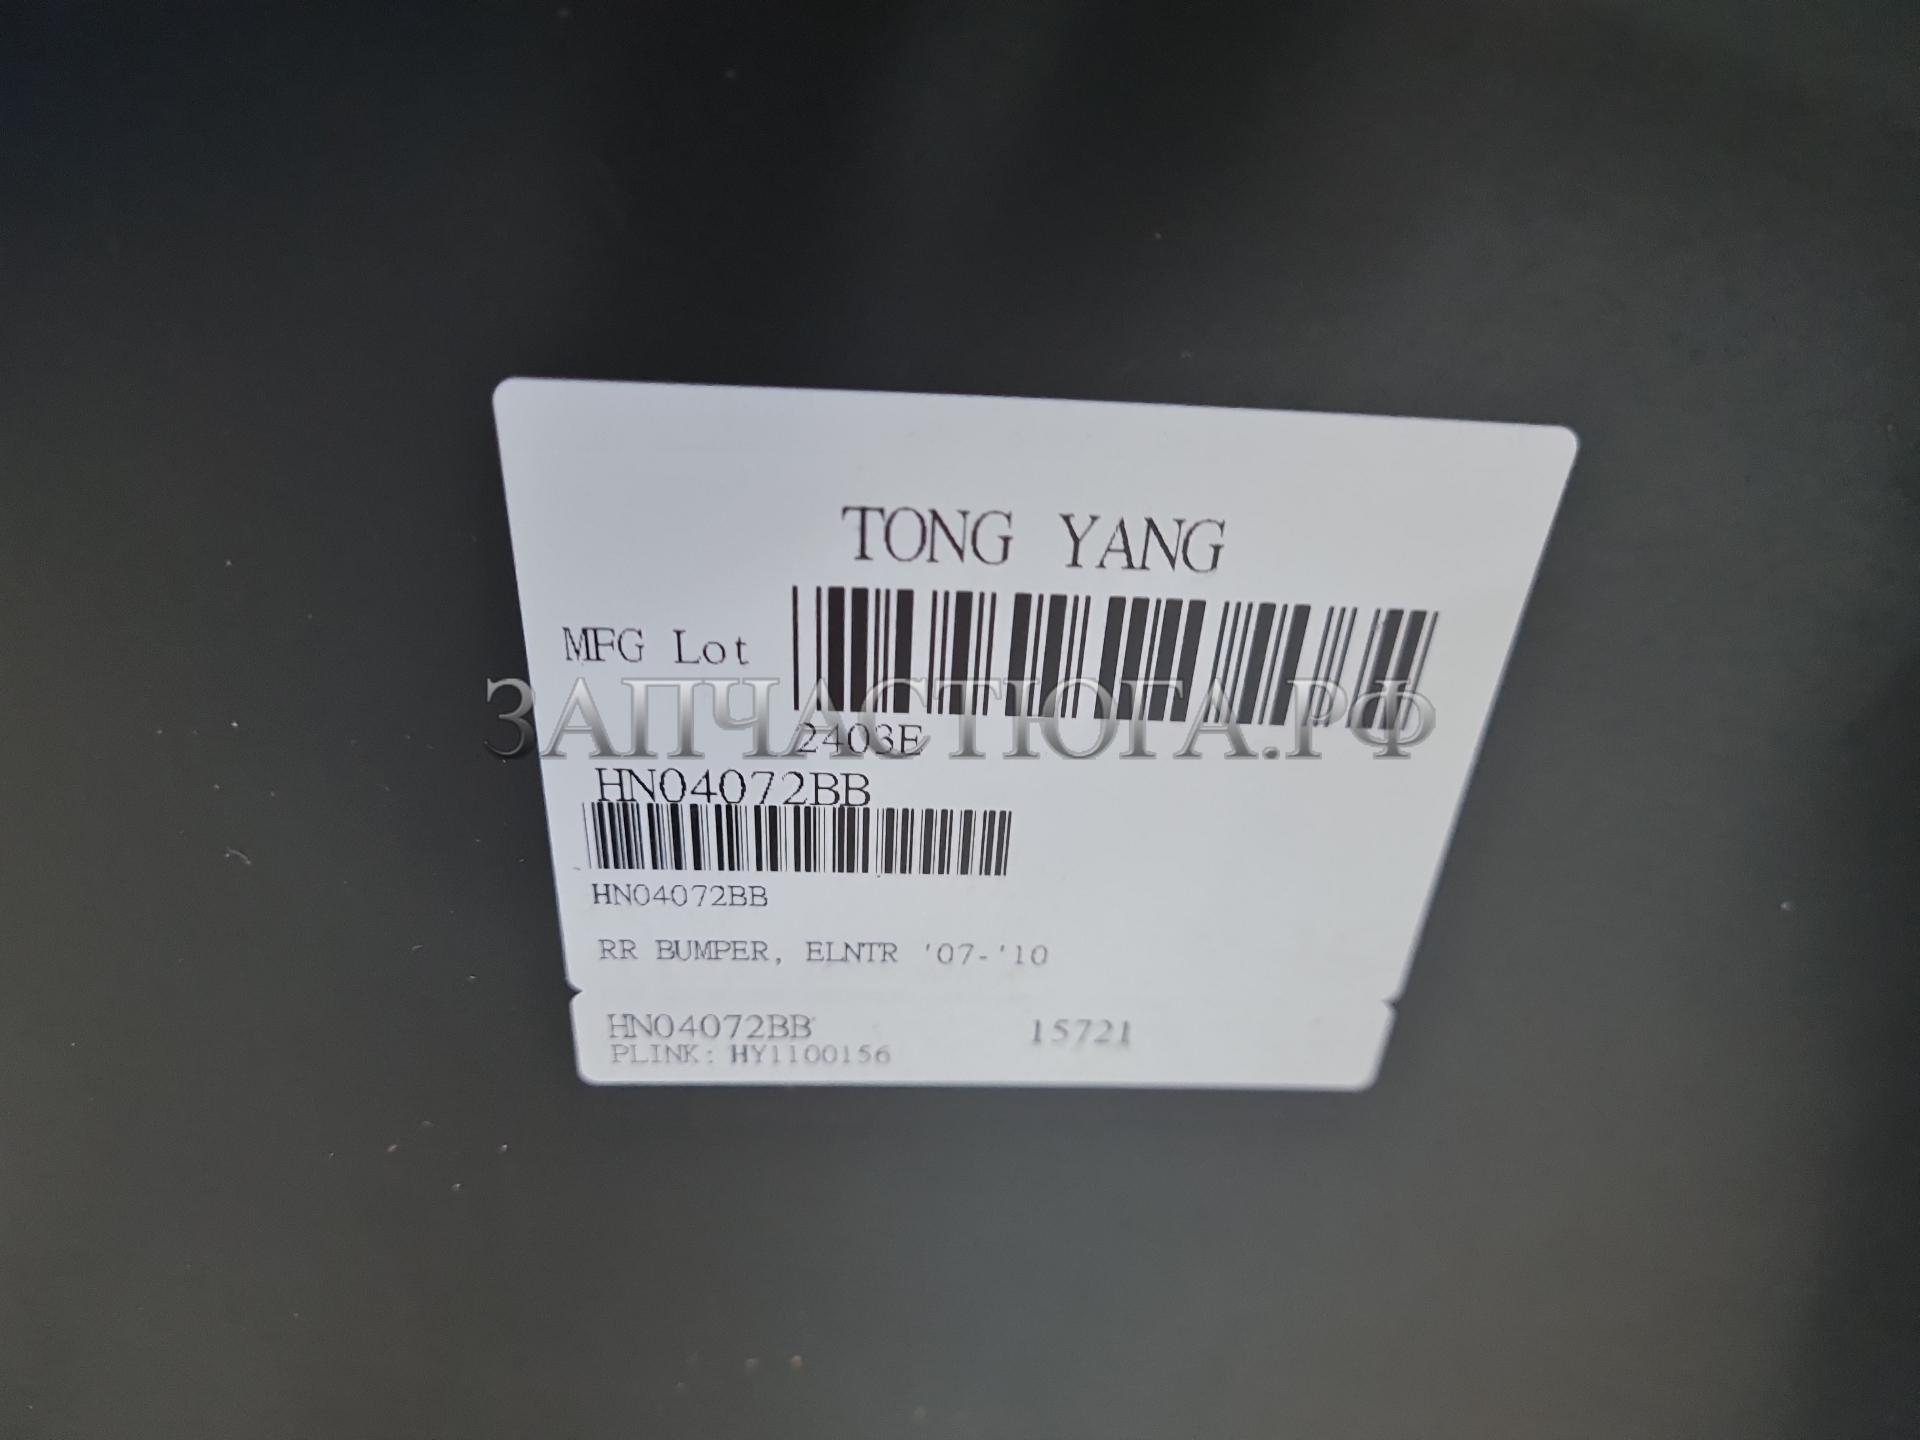 TONG YANG
MFG Lot
ЗАПЧАСТЮГА.РФ
2403E
HN04072BB
HN04072BB
RR BUMPER, ELNTR '07-'10
HN04072BB 15721
PLINK: HY1100156